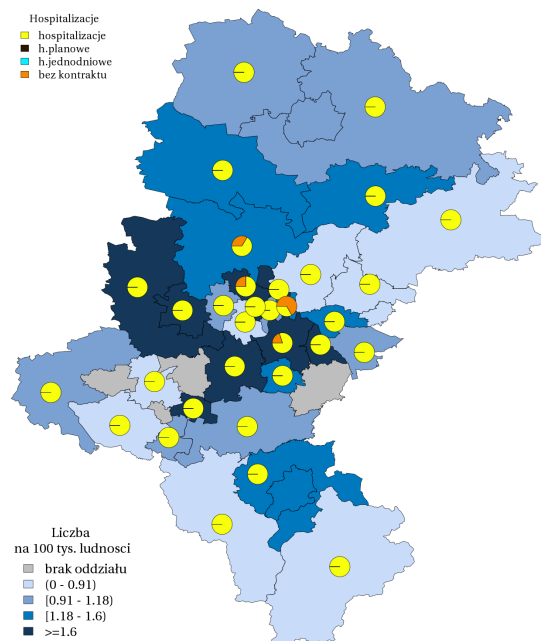 Hospitalizacje
hospitalizacje
h.planowe
h.jednodniowe
bez kontraktu
Liczba
na 100 tys. ludnosci
brak oddziału
(0 - 0.91)
[0.91 - 1.18)
[1.18 - 1.6)
>=1.6